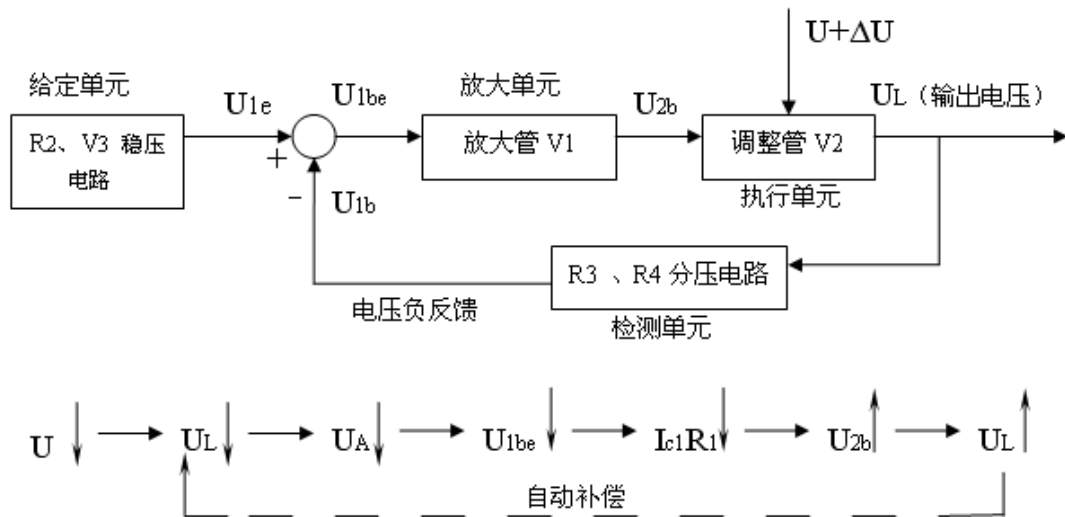 U+ΔU
给定单元
放大单元
U1e
U1be
U2b
UL（输出电压）
R2、V3 稳压
电路
放大管 V1
调整管 V2
+
−
U1b
执行单元
R3 、R4 分压电路
电压负反馈
检测单元
U
UL
UA
U1be
Ic1R1
U2b
UL
自动补偿